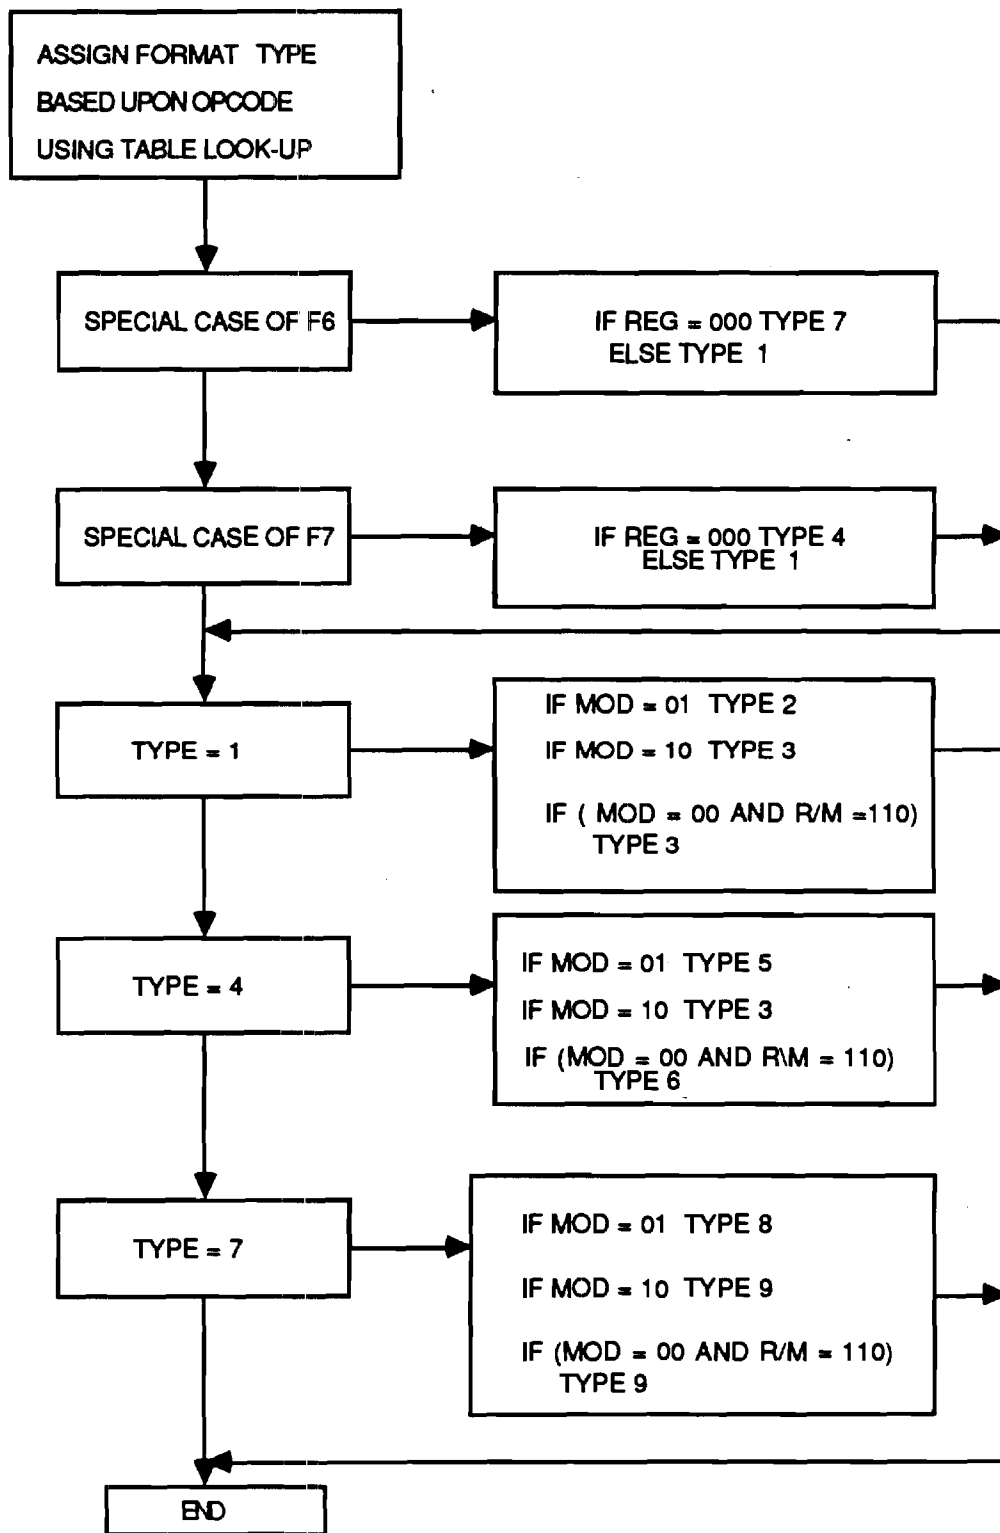 ASSIGN FORMAT TYPE
BASED UPON OPCODE
USING TABLE LOOK-UP
SPECIAL CASE OF F6
IF REG = 000 TYPE 7
ELSE TYPE 1
SPECIAL CASE OF F7
IF REG = 000 TYPE 4
ELSE TYPE 1
TYPE = 1
IF MOD = 01 TYPE 2
IF MOD = 10 TYPE 3
IF ( MOD = 00 AND R/M =110)
TYPE 3
TYPE = 4
IF MOD = 01 TYPE 5
IF MOD = 10 TYPE 3
IF (MOD = 00 AND R\M = 110)
TYPE 6
TYPE = 7
IF MOD = 01 TYPE 8
IF MOD = 10 TYPE 9
IF (MOD = 00 AND R/M = 110)
TYPE 9
END